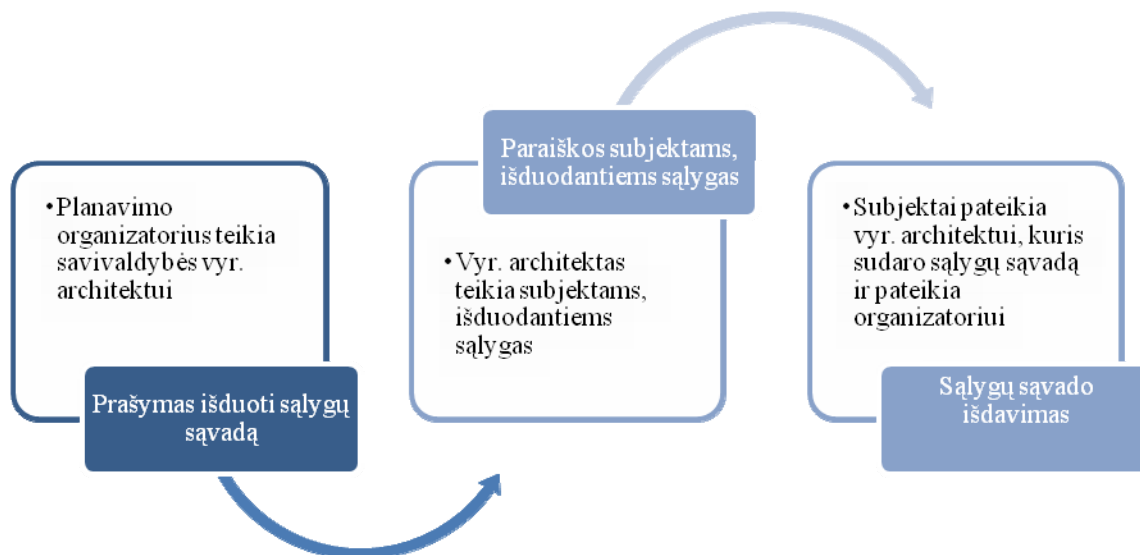 •Planavimo
organizatorius teikia
savivaldybės vyr.
architektui
Prašymas išduoti sąlygų
sąvadą
Paraiškos subjektams,
išduodantiems sąlygas
•Vyr. architektas
teikia subjektams,
išduodantiems
sąlygas
•Subjektai pateikia
vyr. architektui, kuris
sudaro sąlygų sąvadą
ir pateikia
organizatoriui
Sąlygų sąvado
išdavimas